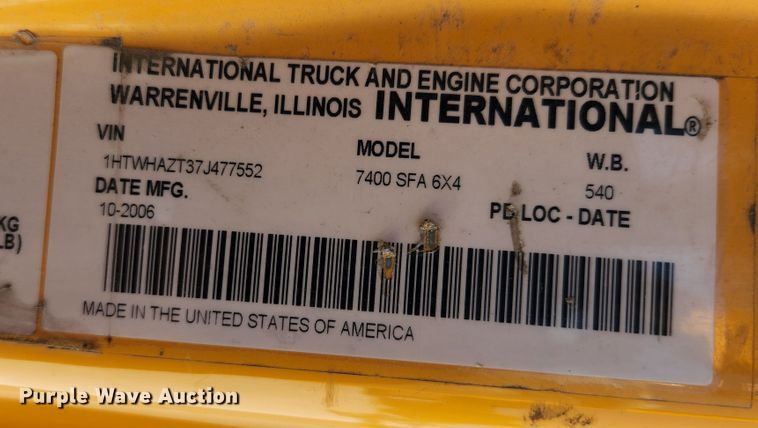 INTERNATIONAL TRUCK AND ENGINE CORPORATION
WARRENVILLE, ILLINOIS INTERNATIONAL®
VIN MODEL W.B.
1HTWHAZT37J477552 7400 SFA 6X4 540
DATE MFG. LOC - DATE
10-2006
KG
LB)
MADE IN THE UNITED STATES OF AMERICA
Purple Wave Auction